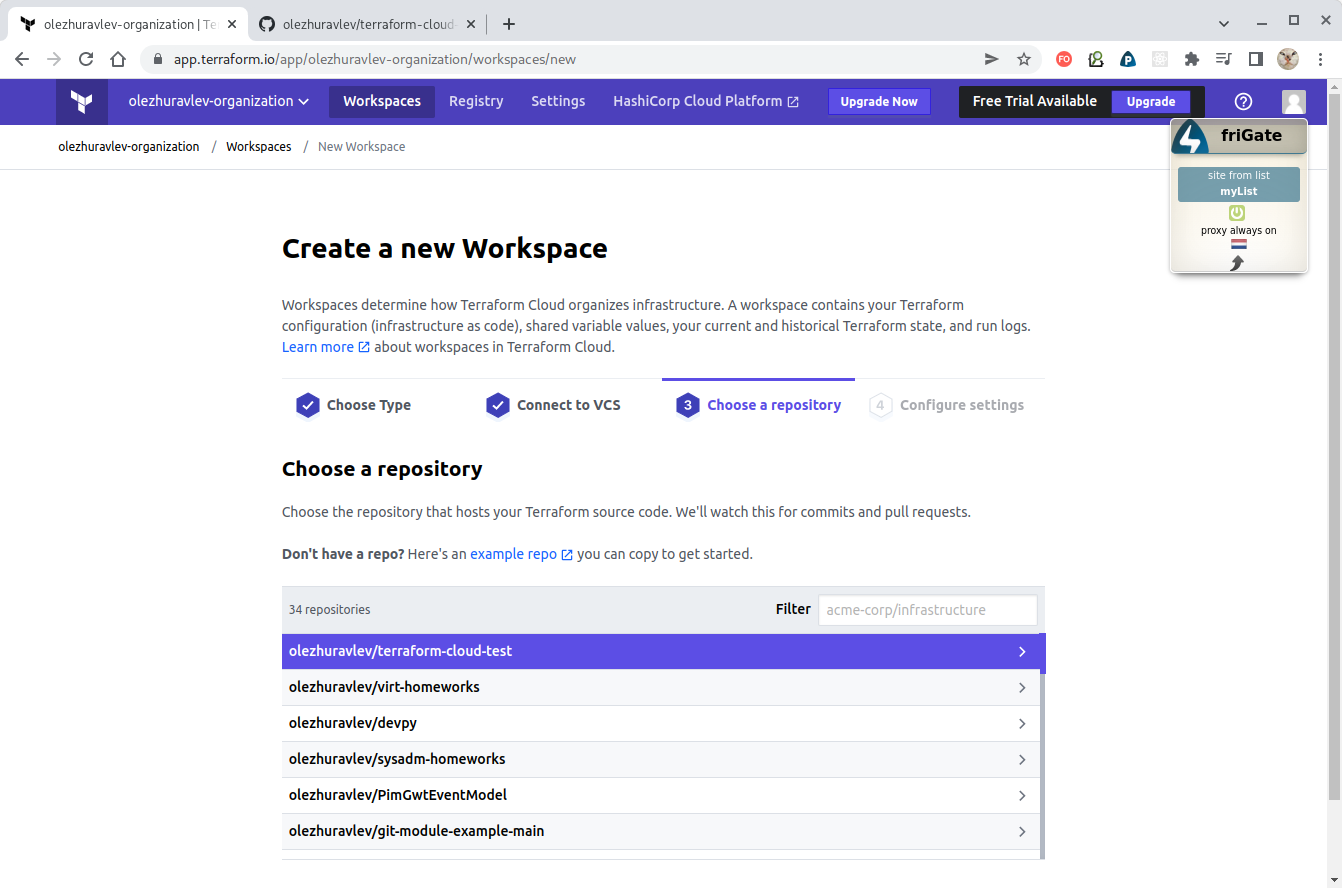 olezhuravlev-organization | Te
olezhuravlev/terraform-cloud-
app.terraform.io/app/olezhuravlev-organization/workspaces/new
FO
P
olezhuravlev-organization
Workspaces
Registry
Settings
HashiCorp Cloud Platform
Upgrade Now
Free Trial Available
Upgrade
olezhuravlev-organization / Workspaces / New Workspace
friGate
site from list
myList
proxy always on
Create a new Workspace
Workspaces determine how Terraform Cloud organizes infrastructure. A workspace contains your Terraform
configuration (infrastructure as code), shared variable values, your current and historical Terraform state, and run logs.
Learn more about workspaces in Terraform Cloud.
Choose Type
Connect to VCS
3 Choose a repository
4 Configure settings
Choose a repository
Choose the repository that hosts your Terraform source code. We'll watch this for commits and pull requests.
Don't have a repo? Here's an example repo you can copy to get started.
34 repositories
Filter acme-corp/infrastructure
olezhuravlev/terraform-cloud-test
olezhuravlev/virt-homeworks
olezhuravlev/devpy
olezhuravlev/sysadm-homeworks
olezhuravlev/PimGwtEventModel
olezhuravlev/git-module-example-main